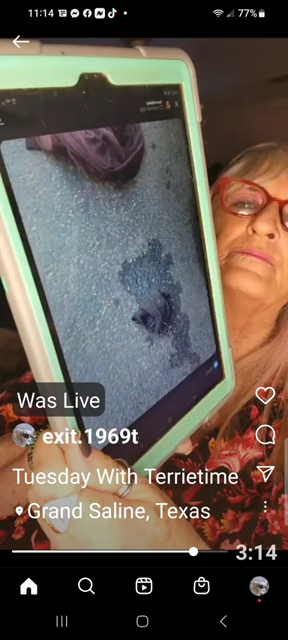 11:14
77%
Was Live
exit.1969t
Tuesday With Terrietime
Grand Saline, Texas
3:14